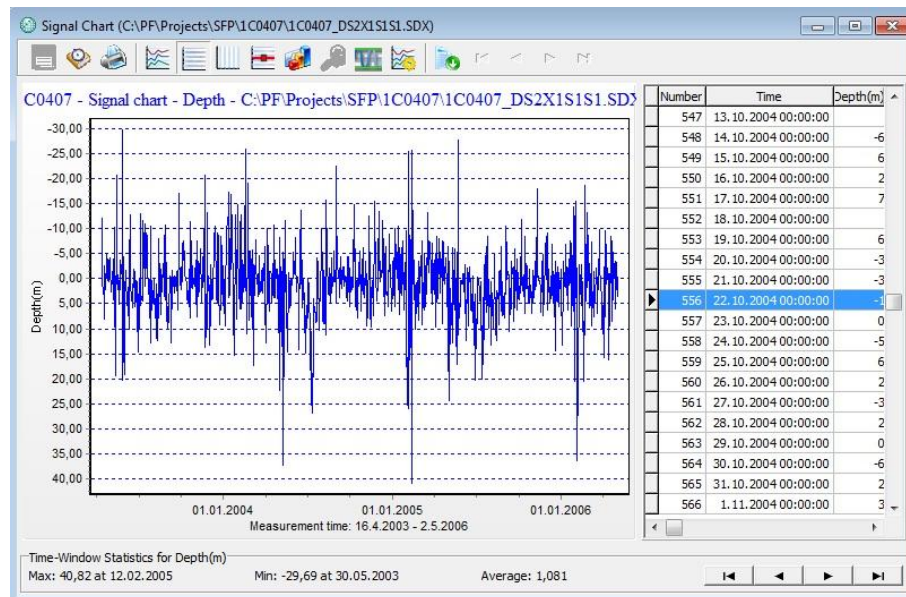 Signal Chart (C:\PF\Projects\SFP\1C0407\1C0407_DS2X1S1S1.SDX)
C0407 - Signal chart - Depth - C:\PF\Projects\SFP\1C0407\1C0407_DS2X1S1S1.SDX
-30,00
-25,00
-20,00
-15,00
-10,00
-5,00
0,00
5,00
10,00
15,00
20,00
25,00
30,00
35,00
40,00
Depth(m)
01.01.2004 01.01.2005 01.01.2006
Measurement time: 16.4.2003 - 2.5.2006
Number Time Depth(m)
547 13.10.2004 00:00:00
548 14.10.2004 00:00:00 -6
549 15.10.2004 00:00:00 6
550 16.10.2004 00:00:00 2
551 17.10.2004 00:00:00 7
552 18.10.2004 00:00:00
553 19.10.2004 00:00:00 6
554 20.10.2004 00:00:00 -3
555 21.10.2004 00:00:00 -3
556 22.10.2004 00:00:00 -1
557 23.10.2004 00:00:00 0
558 24.10.2004 00:00:00 -5
559 25.10.2004 00:00:00 6
560 26.10.2004 00:00:00 2
561 27.10.2004 00:00:00 -3
562 28.10.2004 00:00:00 2
563 29.10.2004 00:00:00 0
564 30.10.2004 00:00:00 -6
565 31.10.2004 00:00:00 2
566 1.11.2004 00:00:00 3
Time-Window Statistics for Depth(m)
Max: 40,82 at 12.02.2005 Min: -29,69 at 30.05.2003 Average: 1,081